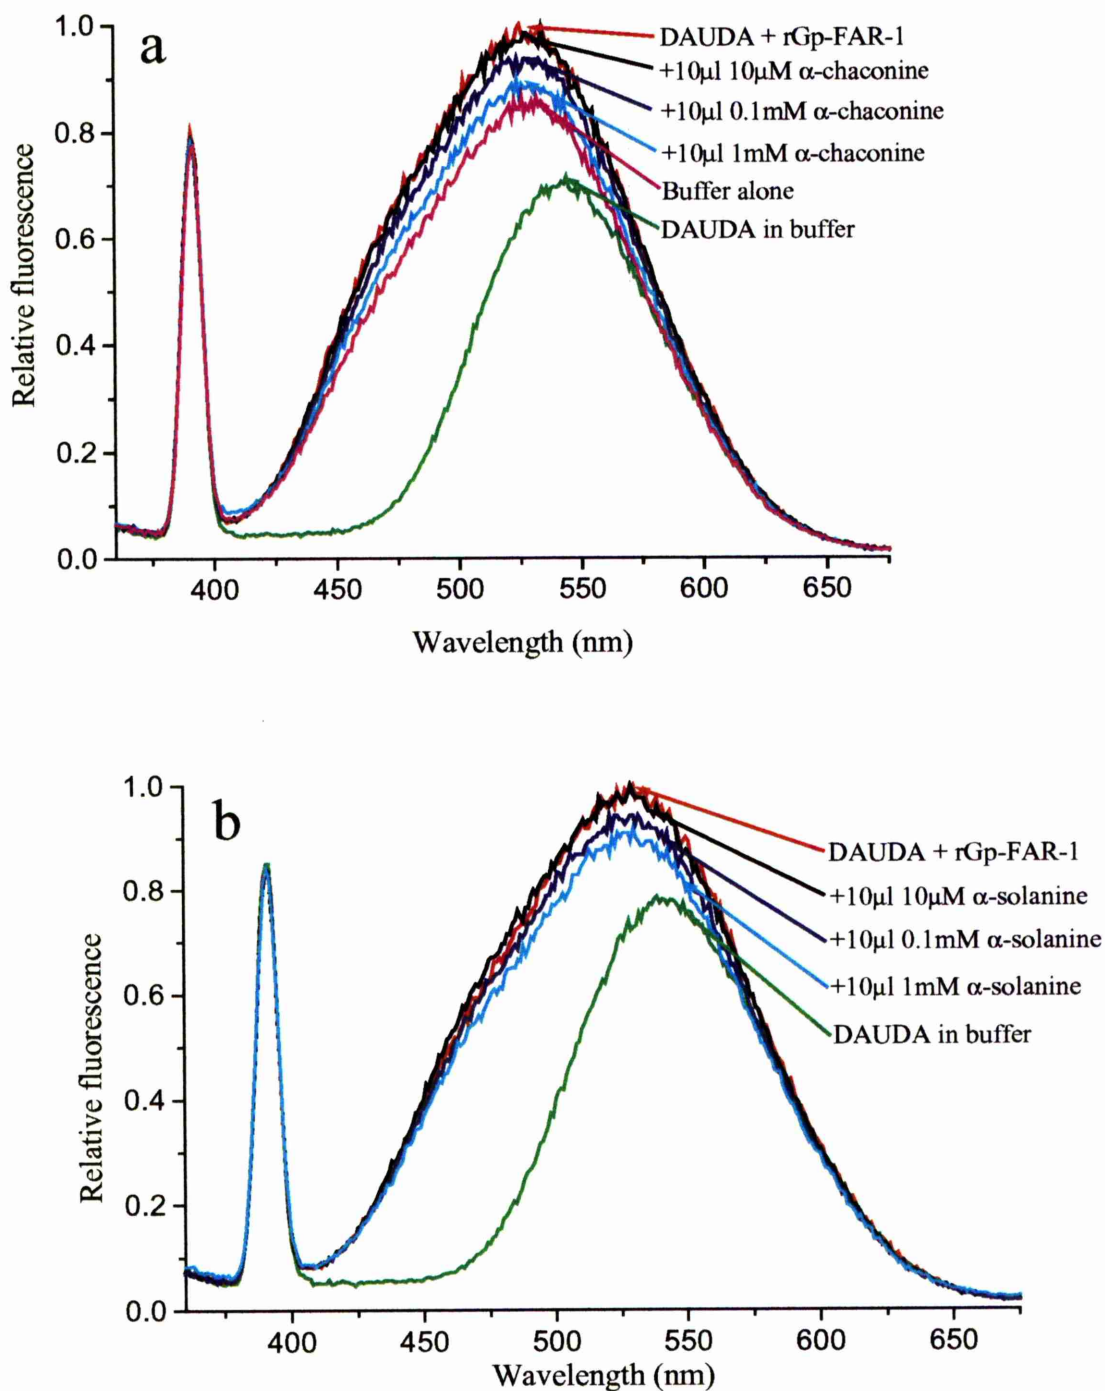 a
1.0
0.8
0.6
0.4
0.2
0.0
Relative fluorescence
DAUDA + rGp-FAR-1
+10µl 10µM α-chaconine
+10µl 0.1mM α-chaconine
+10µl 1mM α-chaconine
Buffer alone
DAUDA in buffer
400 450 500 550 600 650
Wavelength (nm)
b
1.0
0.8
0.6
0.4
0.2
0.0
Relative fluorescence
DAUDA + rGp-FAR-1
+10µl 10µM α-solanine
+10µl 0.1mM α-solanine
+10µl 1mM α-solanine
DAUDA in buffer
400 450 500 550 600 650
Wavelength (nm)